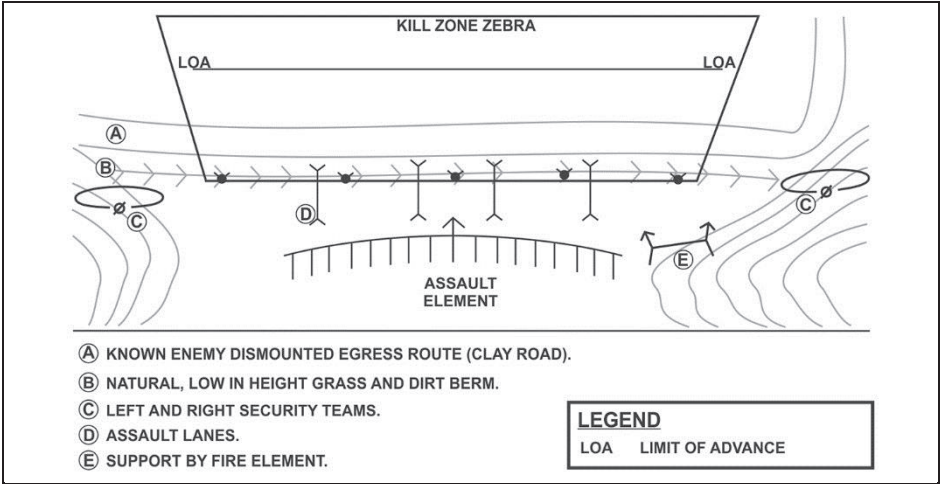 KILL ZONE ZEBRA
LOA LOA
A
B
C C
D
E
ASSAULT
ELEMENT
A KNOWN ENEMY DISMOUNTED EGRESS ROUTE (CLAY ROAD).
B NATURAL, LOW IN HEIGHT GRASS AND DIRT BERM.
C LEFT AND RIGHT SECURITY TEAMS.
D ASSAULT LANES.
E SUPPORT BY FIRE ELEMENT.
LEGEND
LOA LIMIT OF ADVANCE